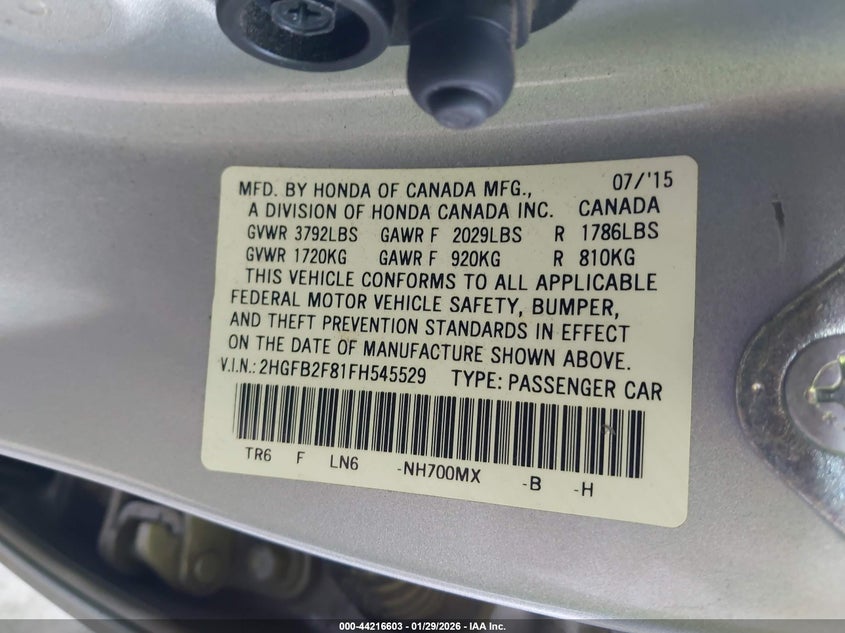 MFD. BY HONDA OF CANADA MFG., 07/'15
A DIVISION OF HONDA CANADA INC. CANADA
GVWR 3792LBS GAWR F 2029LBS R 1786LBS
GVWR 1720KG GAWR F 920KG R 810KG
THIS VEHICLE CONFORMS TO ALL APPLICABLE
FEDERAL MOTOR VEHICLE SAFETY, BUMPER,
AND THEFT PREVENTION STANDARDS IN EFFECT
ON THE DATE OF MANUFACTURE SHOWN ABOVE.
V.I.N.: 2HGFB2F81FH545529 TYPE: PASSENGER CAR
TR6 F LN6 -NH700MX -B -H
000-44216603 - 01/29/2026 - IAA Inc.